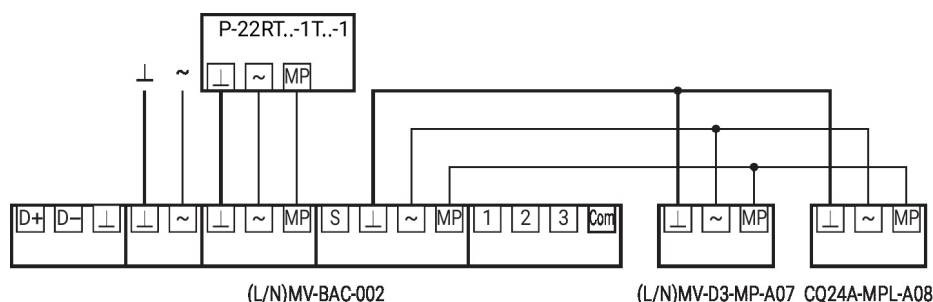 P-22RT..-1T..-1
⊥ ~ ⊥ ~ MP
D+ D- ⊥ ⊥ ~ ⊥ ~ MP S ⊥ ~ MP 1 2 3 Com ⊥ ~ MP ⊥ ~ MP
(L/N)MV-BAC-002 (L/N)MV-D3-MP-A07 CQ24A-MPL-A08